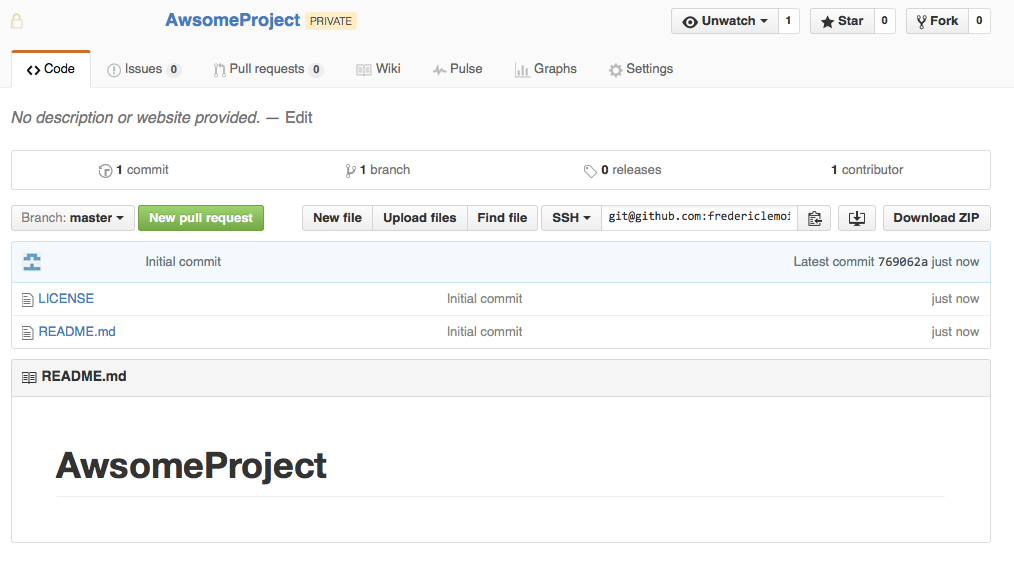 AwsomeProject PRIVATE Unwatch 1 Star 0 Fork 0
Code Issues 0 Pull requests 0 Wiki Pulse Graphs Settings
No description or website provided. — Edit
1 commit 1 branch 0 releases 1 contributor
Branch: master New pull request New file Upload files Find file SSH git@github.com:fredericlemoi Download ZIP
Initial commit Latest commit 769062a just now
LICENSE Initial commit just now
README.md Initial commit just now
README.md
AwsomeProject